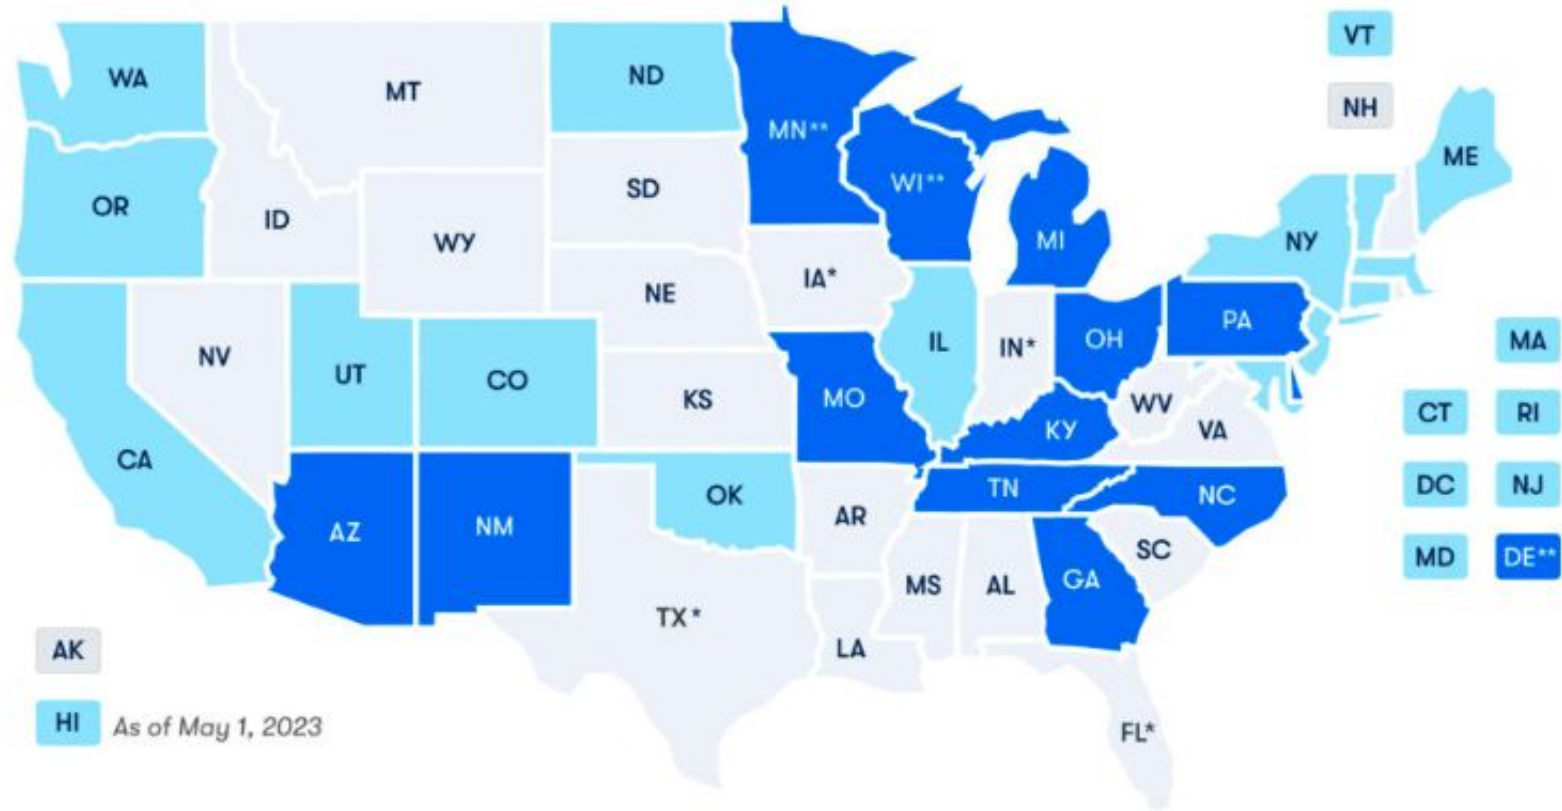 VT
WA
ND
MT
NH
MN**
ME
WI**
SD
OR
ID
NY
WY
MI
IA*
NE
PA
OH
MA
IL
IN*
NV
UT
CO
KS
MO
WV
CT
RI
KY
VA
CA
TN
DC
NJ
OK
NC
AR
NM
AZ
SC
MD
DE**
GA
MS
AL
TX*
AK
LA
HI
As of May 1, 2023
FL*